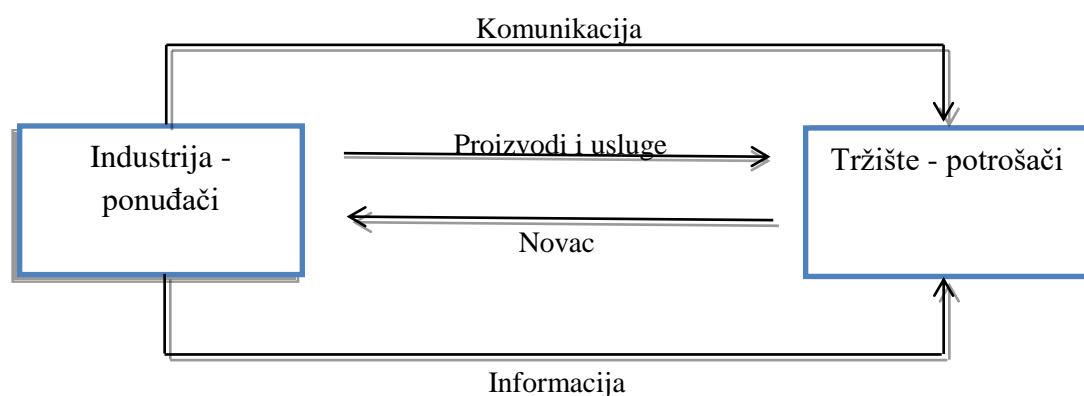 Komunikacija
Industrija -
ponuđači
Proizvodi i usluge
Tržište - potrošači
Novac
Informacija